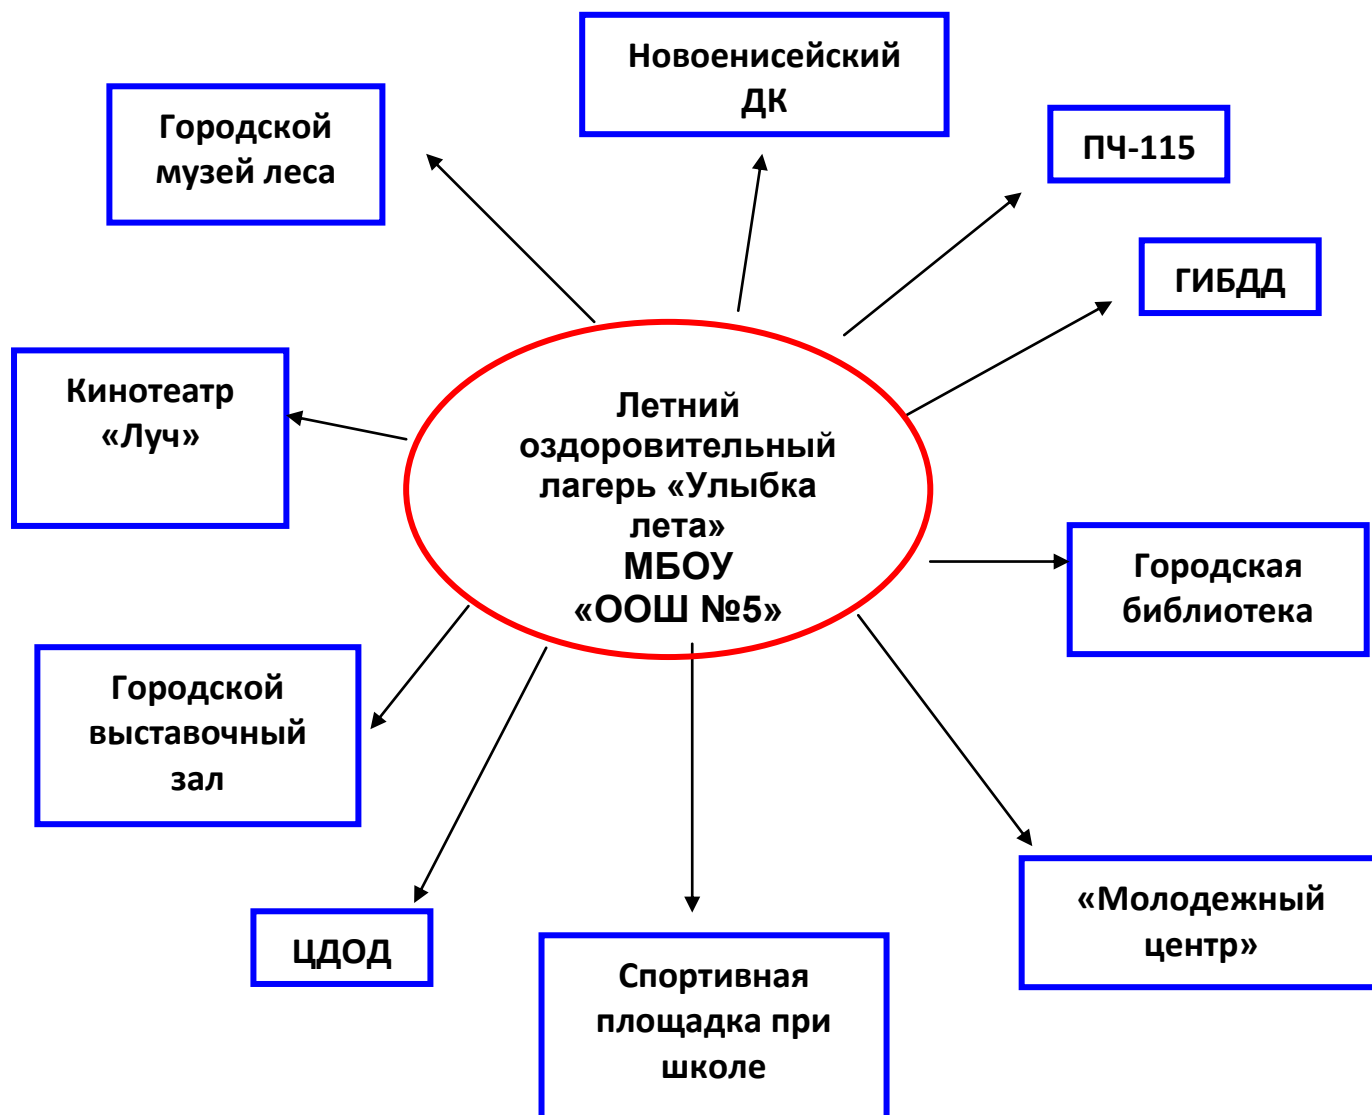 Новоенисейский
ДК
Городской
музей леса
ПЧ-115
ГИБДД
Кинотеатр
«Луч»
Летний
оздоровительный
лагерь «Улыбка
лета»
МБОУ
«ООШ №5»
Городская
библиотека
Городской
выставочный
зал
«Молодежный
центр»
ЦДОД
Спортивная
площадка при
школе